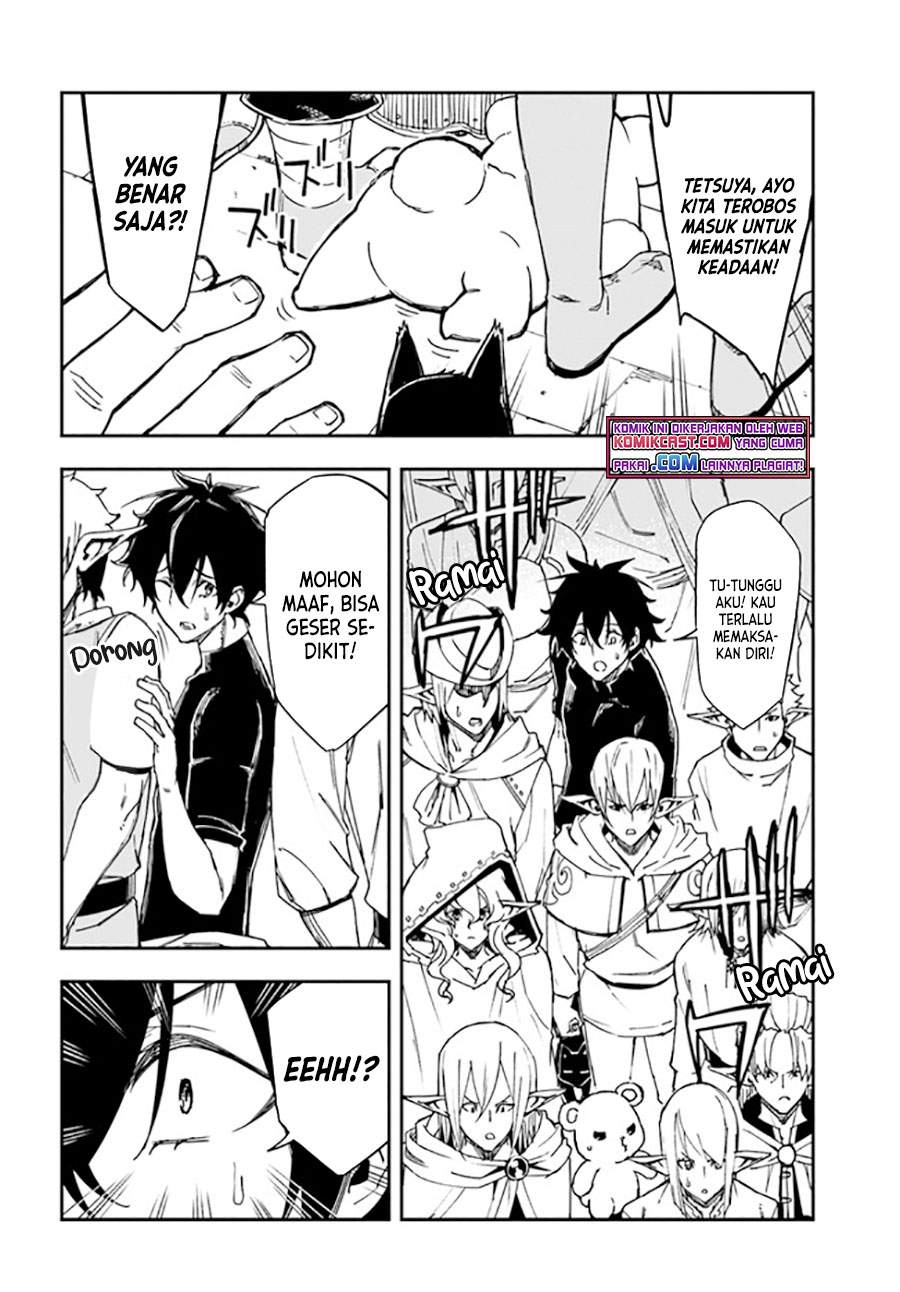 TETSUYA, AYO
KITA TEROBOS
MASUK UNTUK
MEMASTIKAN
KEADAAN!
YANG
BENAR
SAJA?!
ズ
ズ
KOMIK INI DIKERJAKAN OLEH WEB
KOMIKCAST.COM YANG CUMA
PAKAI .COM LAINNYA PLAGIAT!
TU-TUNGGU
AKU! KAU
TERLALU
MEMAKSA-
KAN DIRI!
Ramai
Ramai
MOHON
MAAF, BISA
GESER SE-
DIKIT!
Dorong
EEHH!?